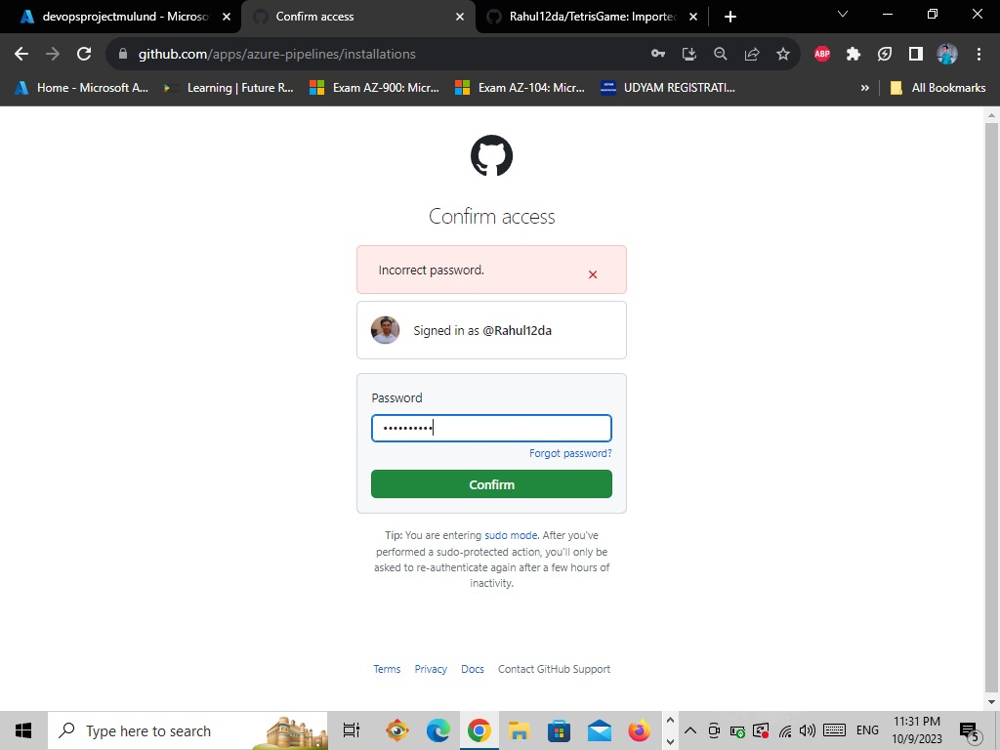 devopsprojectmulund - Microso
Confirm access
Rahul12da/TetrisGame: Importec
github.com/apps/azure-pipelines/installations
ABP
Home - Microsoft A...
Learning | Future R...
Exam AZ-900: Micr...
Exam AZ-104: Micr...
UDYAM REGISTRATI...
»
All Bookmarks
Confirm access
Incorrect password.
Signed in as @Rahul12da
Password
••••••••••
Forgot password?
Confirm
Tip: You are entering sudo mode. After you've
performed a sudo-protected action, you'll only be
asked to re-authenticate again after a few hours of
inactivity.
Terms Privacy Docs Contact GitHub Support
Type here to search
ENG
11:31 PM
10/9/2023
5